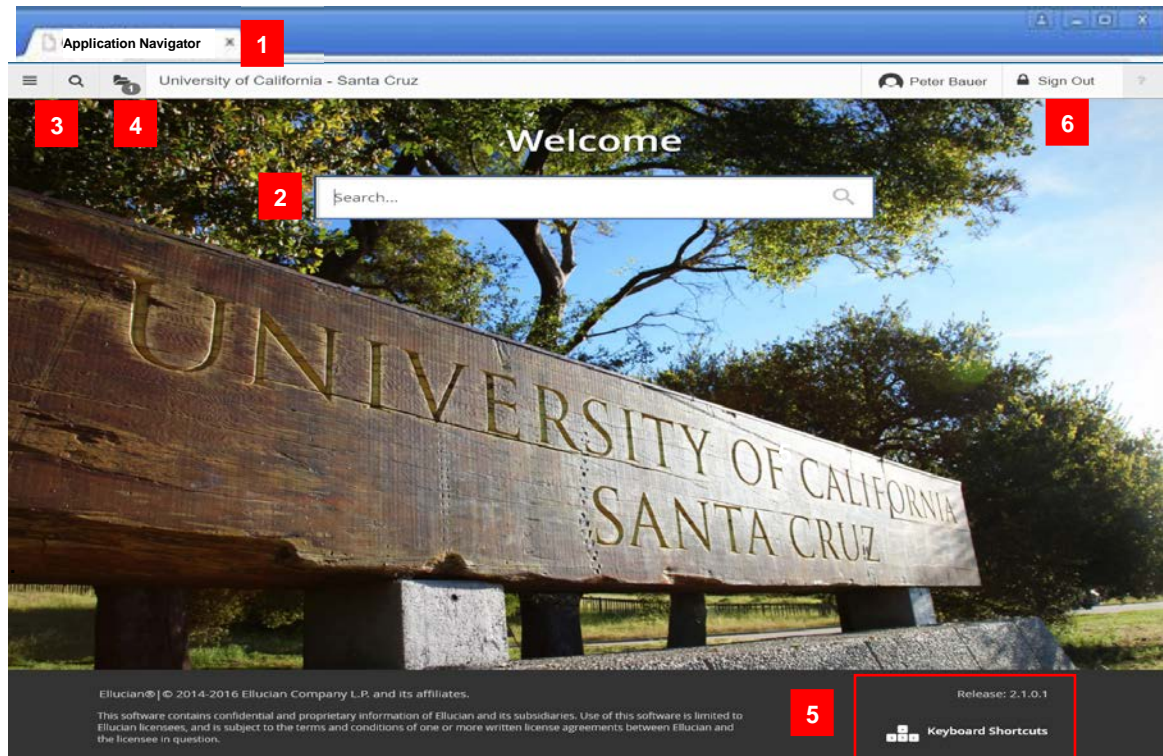 Application Navigator
1
1
University of California - Santa Cruz
Peter Bauer
Sign Out
?
3
4
6
Welcome
2
Search...
UNIVERSITY OF CALIFORNIA
SANTA CRUZ
Ellucian®|© 2014-2016 Ellucian Company L.P. and its affiliates.
This software contains confidential and proprietary information of Ellucian and its subsidiaries. Use of this software is limited to
Ellucian licensees, and is subject to the terms and conditions of one or more written license agreements between Ellucian and
the licensee in question.
5
Release: 2.1.0.1
Keyboard Shortcuts